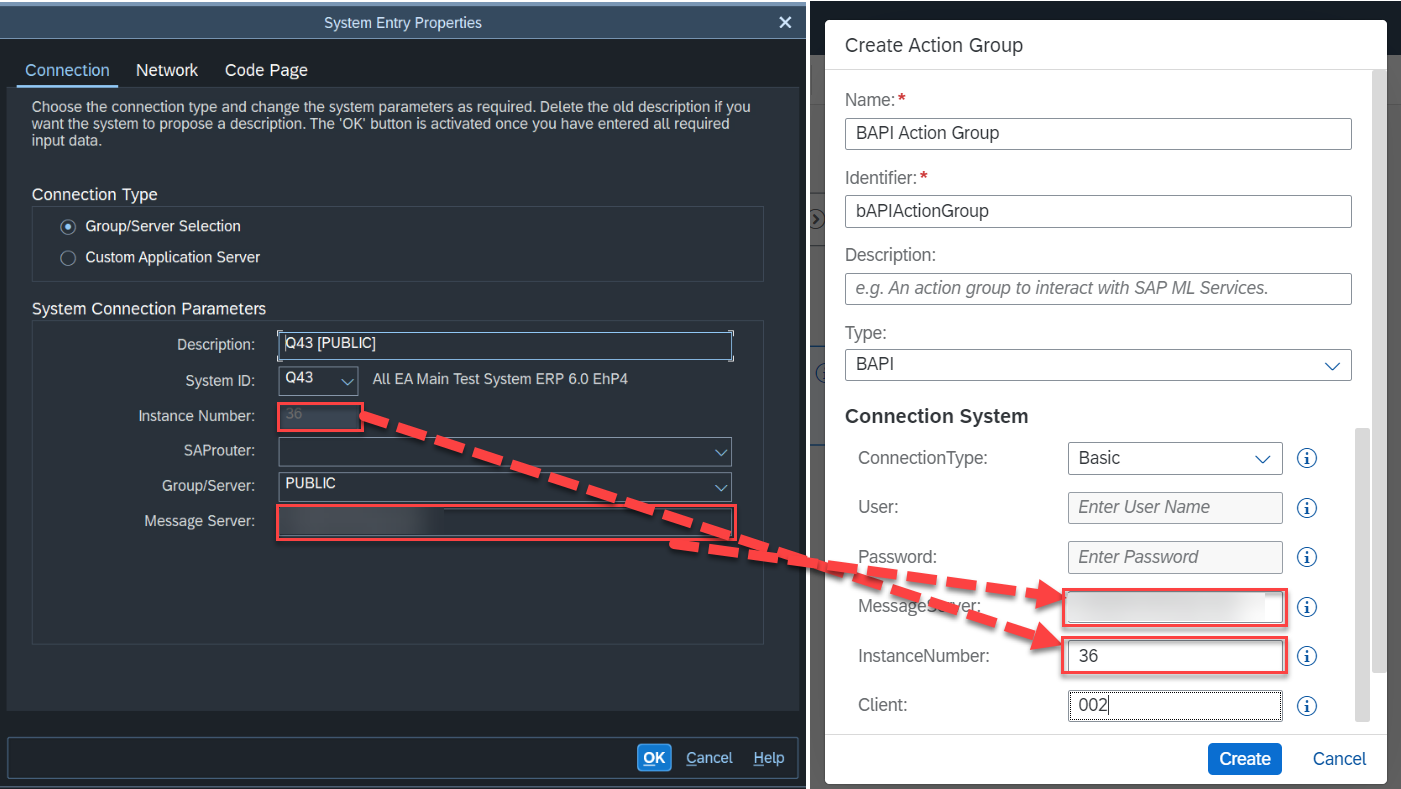 System Entry Properties
Connection
Network
Code Page
Choose the connection type and change the system parameters as required. Delete the old description if you
want the system to propose a description. The 'OK' button is activated once you have entered all required
input data.
Connection Type
Group/Server Selection
Custom Application Server
System Connection Parameters
Description: Q43 [PUBLIC]
System ID: Q43 All EA Main Test System ERP 6.0 EhP4
Instance Number: 36
SAProuter:
Group/Server: PUBLIC
Message Server:
OK Cancel Help
Create Action Group
Name:*
BAPI Action Group
Identifier:*
bAPIActionGroup
Description:
e.g. An action group to interact with SAP ML Services.
Type:
BAPI
Connection System
ConnectionType: Basic
User: Enter User Name
Password: Enter Password
MessageServer:
InstanceNumber: 36
Client: 002
Create Cancel